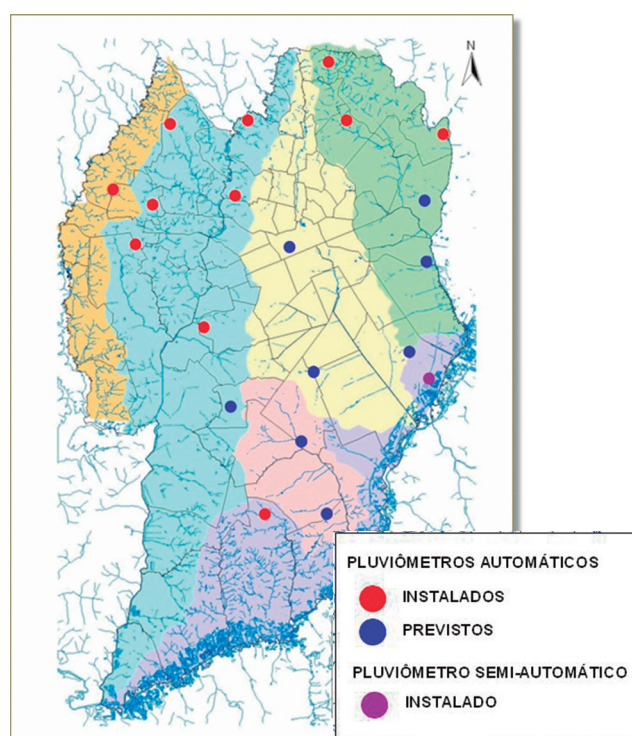 N
PLUVIÔMETROS AUTOMÁTICOS
INSTALADOS
PREVISTOS
PLUVIÔMETRO SEMI-AUTOMÁTICO
INSTALADO